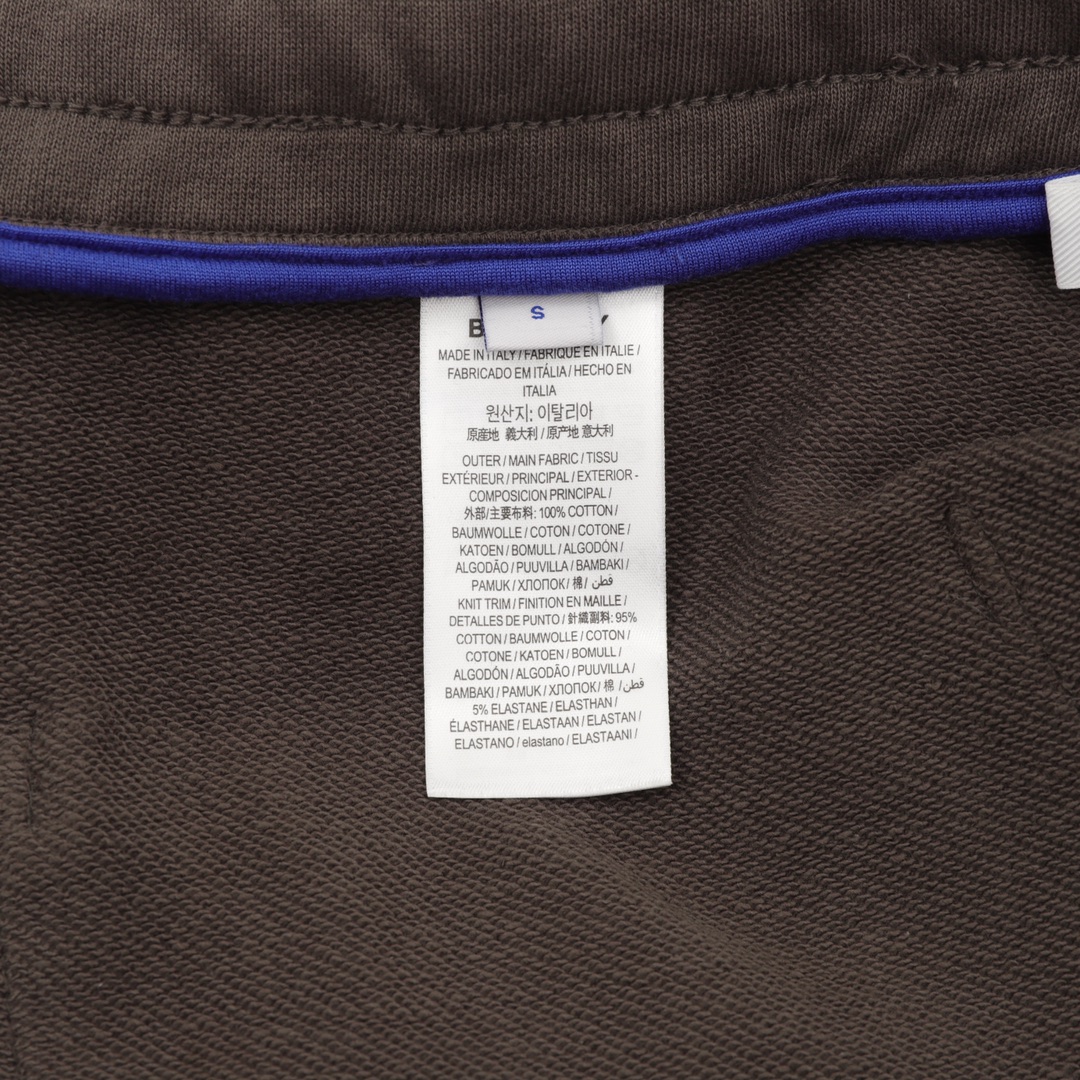 S
MADE IN ITALY / FABRIQUE EN ITALIE /
FABRICADO EM ITÁLIA / HECHO EN
ITALIA
원산지: 이탈리아
原産地 義大利 / 原产地 意大利
OUTER / MAIN FABRIC / TISSU
EXTÉRIEUR / PRINCIPAL / EXTERIOR -
COMPOSICION PRINCIPAL /
外部/主要布料: 100% COTTON /
BAUMWOLLE / COTON / COTONE /
KATOEN / BOMULL / ALGODÓN /
ALGODÃO / PUUVILLA / BAMBAKI /
PAMUK / ХЛОПОК / 棉 / قطن
KNIT TRIM / FINITION EN MAILLE /
DETALLES DE PUNTO / 針織副料: 95%
COTTON / BAUMWOLLE / COTON /
COTONE / KATOEN / BOMULL /
ALGODÓN / ALGODÃO / PUUVILLA /
BAMBAKI / PAMUK / ХЛОПОК / 棉 / قطن
5% ELASTANE / ELASTHAN /
ÉLASTHANE / ELASTAAN / ELASTAN /
ELASTANO / elastano / ELASTAANI /